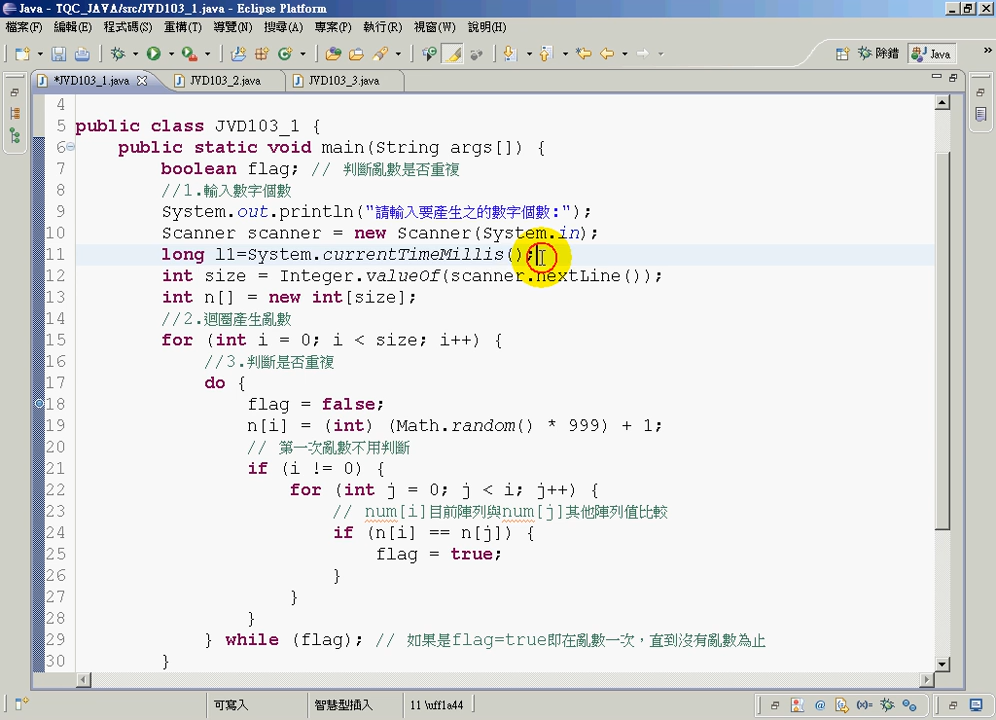 Java - TQC_JAVA/src/JVD103_1.java - Eclipse Platform
檔案(F) 編輯(E) 程式碼(S) 重構(T) 導覽(N) 搜尋(A) 專案(P) 執行(R) 視窗(W) 說明(H)
除錯 Java
*JVD103_1.java JVD103_2.java JVD103_3.java
4
5 public class JVD103_1 {
6 public static void main(String args[]) {
7 boolean flag; // 判斷亂數是否重複
8 //1.輸入數字個數
9 System.out.println("請輸入要產生之的數字個數:");
10 Scanner scanner = new Scanner(System.in);
11 long l1=System.currentTimeMillis();
12 int size = Integer.valueOf(scanner.nextLine());
13 int n[] = new int[size];
14 //2.迴圈產生亂數
15 for (int i = 0; i < size; i++) {
16 //3.判斷是否重複
17 do {
18 flag = false;
19 n[i] = (int) (Math.random() * 999) + 1;
20 // 第一次亂數不用判斷
21 if (i != 0) {
22 for (int j = 0; j < i; j++) {
23 // num[i]目前陣列與num[j]其他陣列值比較
24 if (n[i] == n[j]) {
25 flag = true;
26 }
27 }
28 }
29 } while (flag); // 如果是flag=true即在亂數一次，直到沒有亂數為止
30 }
可寫入 智慧型插入 11 \uff1a44